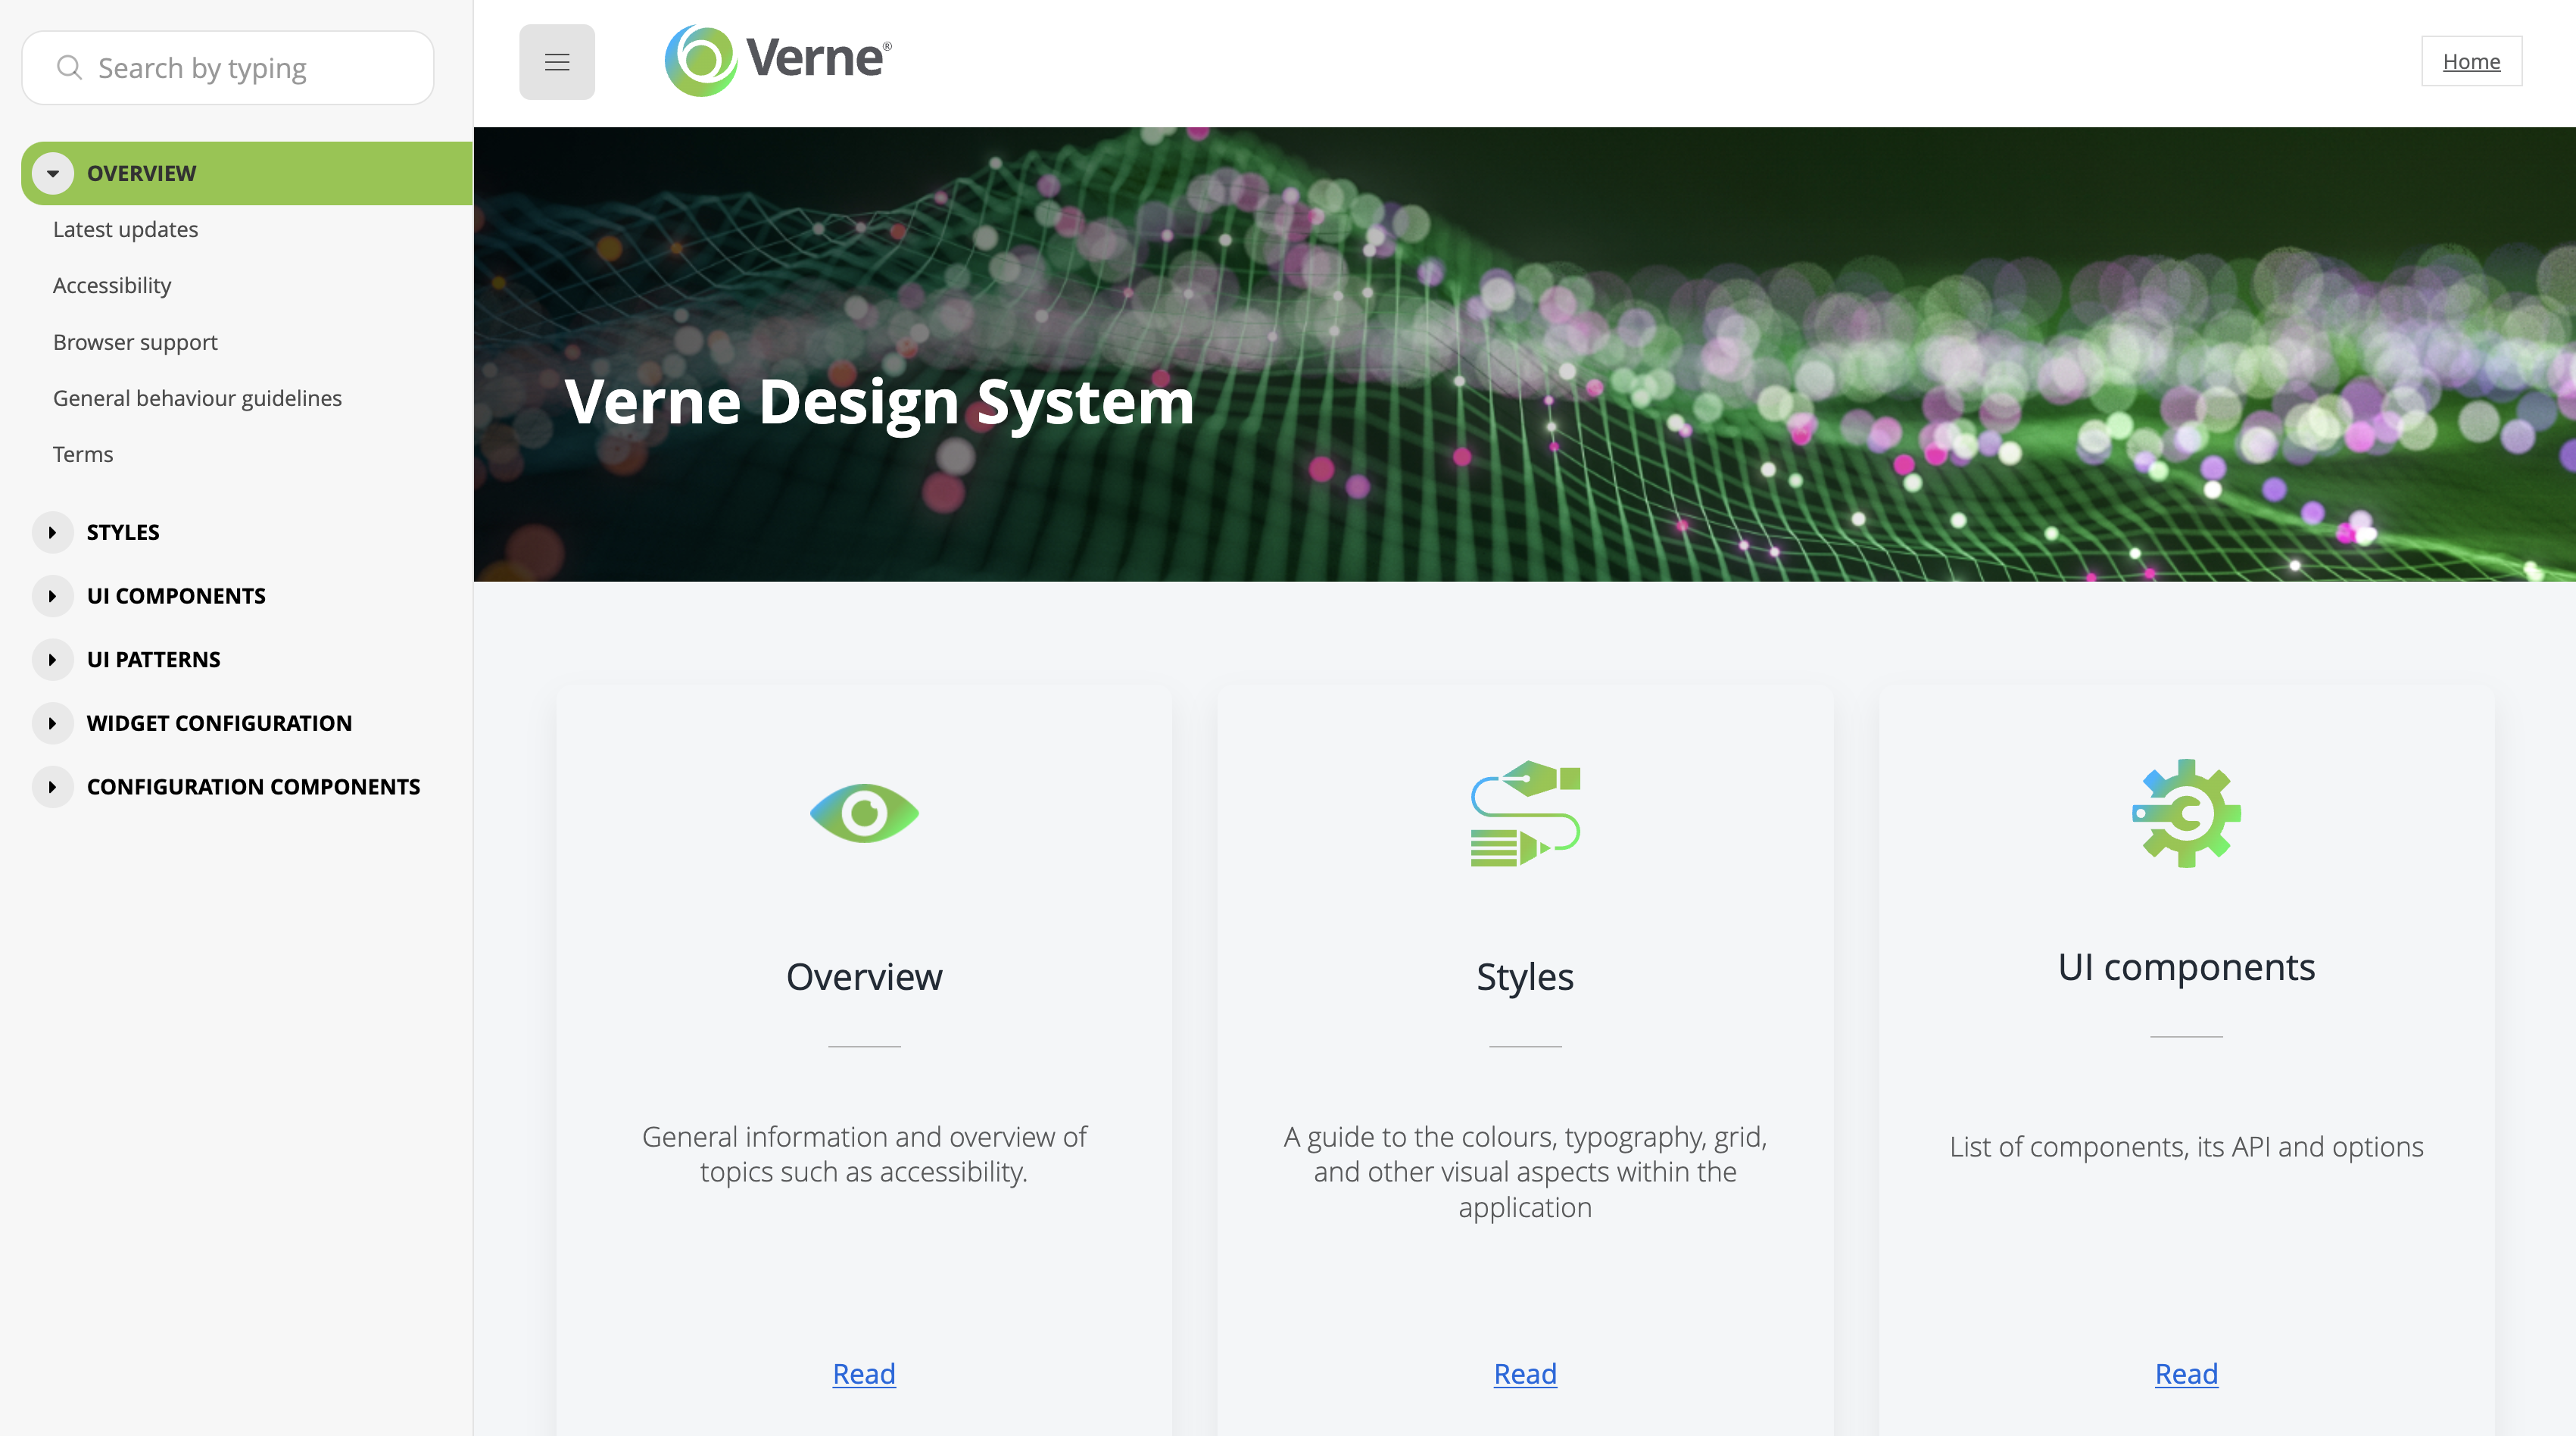 Search by typing
OVERVIEW
Latest updates
Accessibility
Browser support
General behaviour guidelines
Terms
STYLES
UI COMPONENTS
UI PATTERNS
WIDGET CONFIGURATION
CONFIGURATION COMPONENTS
Verne®
Home
Verne Design System
Overview
General information and overview of
topics such as accessibility.
Read
Styles
A guide to the colours, typography, grid,
and other visual aspects within the
application
Read
UI components
List of components, its API and options
Read